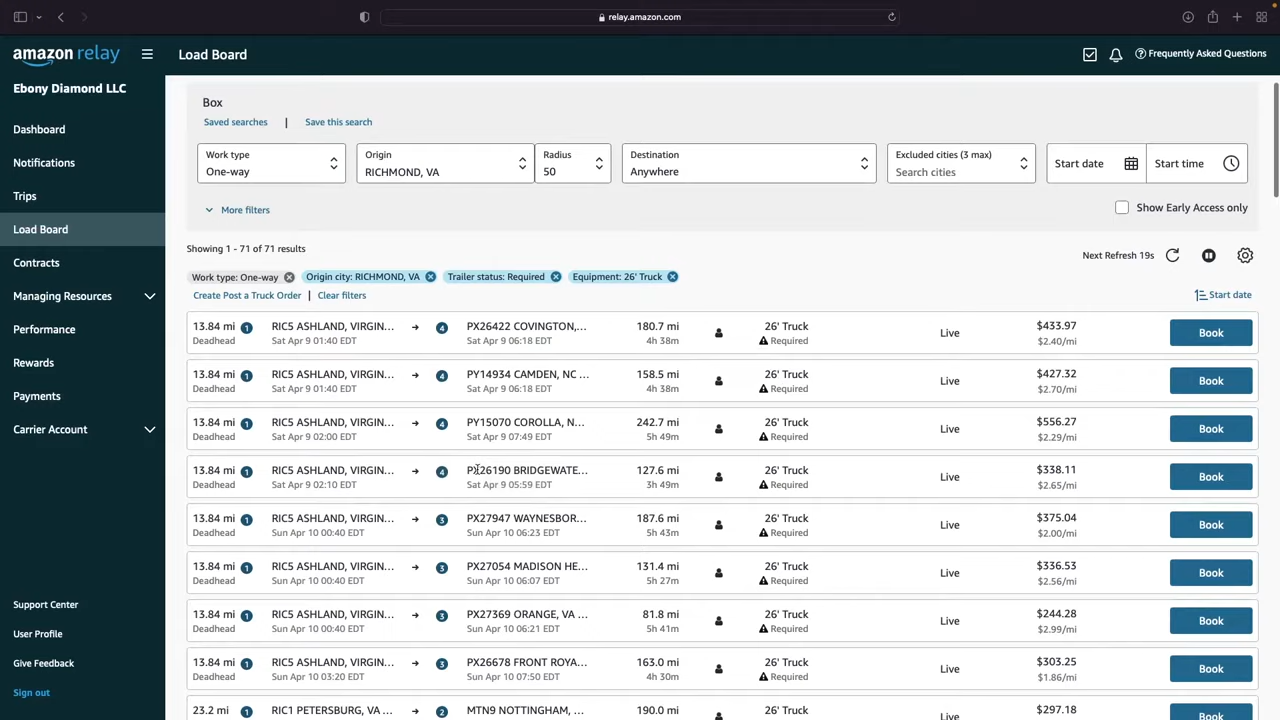 relay.amazon.com
amazon relay
Load Board
Frequently Asked Questions
Ebony Diamond LLC
Dashboard
Notifications
Trips
Load Board
Contracts
Managing Resources
Performance
Rewards
Payments
Carrier Account
Support Center
User Profile
Give Feedback
Sign out
Box
Saved searches | Save this search
Work type
One-way
Origin
RICHMOND, VA
Radius
50
Destination
Anywhere
Excluded cities (3 max)
Search cities
Start date
Start time
More filters
Show Early Access only
Showing 1 - 71 of 71 results
Next Refresh 19s
Work type: One-way Origin city: RICHMOND, VA Trailer status: Required Equipment: 26' Truck
Create Post a Truck Order | Clear filters
Start date
13.84 mi 1 RIC5 ASHLAND, VIRGIN... → 4 PX26422 COVINGTON,... 180.7 mi 26' Truck Live $433.97 Book
Deadhead Sat Apr 9 01:40 EDT Sat Apr 9 06:18 EDT 4h 38m Required $2.40/mi
13.84 mi 1 RIC5 ASHLAND, VIRGIN... → 4 PY14934 CAMDEN, NC ... 158.5 mi 26' Truck Live $427.32 Book
Deadhead Sat Apr 9 01:40 EDT Sat Apr 9 06:18 EDT 4h 38m Required $2.70/mi
13.84 mi 1 RIC5 ASHLAND, VIRGIN... → 4 PY15070 COROLLA, N... 242.7 mi 26' Truck Live $556.27 Book
Deadhead Sat Apr 9 02:00 EDT Sat Apr 9 07:49 EDT 5h 49m Required $2.29/mi
13.84 mi 1 RIC5 ASHLAND, VIRGIN... → 4 PX26190 BRIDGEWATE... 127.6 mi 26' Truck Live $338.11 Book
Deadhead Sat Apr 9 02:10 EDT Sat Apr 9 05:59 EDT 3h 49m Required $2.65/mi
13.84 mi 1 RIC5 ASHLAND, VIRGIN... → 3 PX27947 WAYNESBOR... 187.6 mi 26' Truck Live $375.04 Book
Deadhead Sun Apr 10 00:40 EDT Sun Apr 10 06:23 EDT 5h 43m Required $2.00/mi
13.84 mi 1 RIC5 ASHLAND, VIRGIN... → 3 PX27054 MADISON HE... 131.4 mi 26' Truck Live $336.53 Book
Deadhead Sun Apr 10 00:40 EDT Sun Apr 10 06:07 EDT 5h 27m Required $2.56/mi
13.84 mi 1 RIC5 ASHLAND, VIRGIN... → 3 PX27369 ORANGE, VA ... 81.8 mi 26' Truck Live $244.28 Book
Deadhead Sun Apr 10 00:40 EDT Sun Apr 10 06:21 EDT 5h 41m Required $2.99/mi
13.84 mi 1 RIC5 ASHLAND, VIRGIN... → 3 PX26678 FRONT ROYA... 163.0 mi 26' Truck Live $303.25 Book
Deadhead Sun Apr 10 03:20 EDT Sun Apr 10 07:50 EDT 4h 30m Required $1.86/mi
23.2 mi 1 RIC1 PETERSBURG, VA ... → 2 MTN9 NOTTINGHAM, ... 190.0 mi 26' Truck Live $297.18 Book